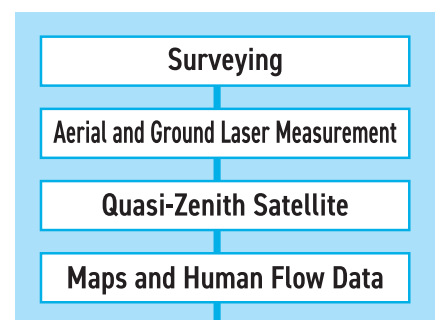 Surveying
Aerial and Ground Laser Measurement
Quasi-Zenith Satellite
Maps and Human Flow Data